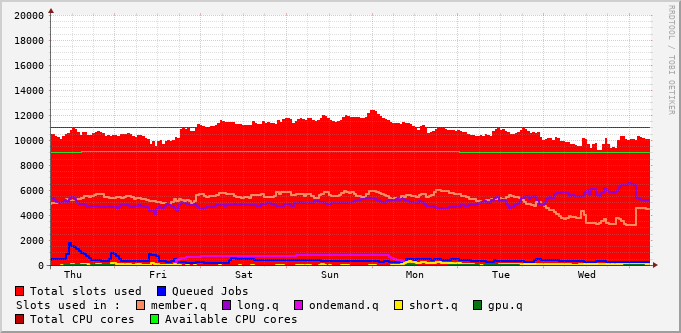 RRDTOOL / TOBI OETIKER
20000
18000
16000
14000
12000
10000
8000
6000
4000
2000
0
Thu Fri Sat Sun Mon Tue Wed
Total slots used Queued Jobs
Slots used in : member.q long.q ondemand.q short.q gpu.q
Total CPU cores Available CPU cores